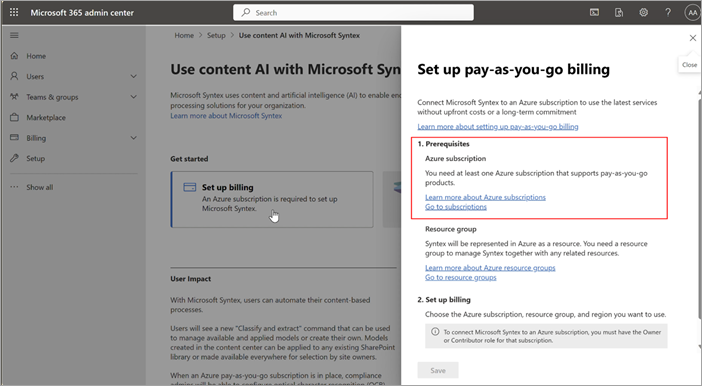 Microsoft 365 admin center
Search
?
AA
Home > Setup > Use content AI with Microsoft Syntex
Close
Home
Users
Teams & groups
Marketplace
Billing
Setup
Show all
Use content AI with Microsoft Syntex
Microsoft Syntex uses content and artificial intelligence (AI) to enable
processing solutions for your organization.
Learn more about Microsoft Syntex
Get started
Set up billing
An Azure subscription is required to set up
Microsoft Syntex.
User Impact
With Microsoft Syntex, users can automate their content-based
processes.
Users will see a new "Classify and extract" command that can be used
to manage available and applied models or create their own. Models
created in the content center can be applied to any existing SharePoint
library or made available everywhere for selection by site owners.
When an Azure pay-as-you-go subscription is in place, compliance
admins will be able to configure optical character recognition (OCR)
Set up pay-as-you-go billing
Connect Microsoft Syntex to an Azure subscription to use the latest services
without upfront costs or a long-term commitment
Learn more about setting up pay-as-you-go billing
1. Prerequisites
Azure subscription
You need at least one Azure subscription that supports pay-as-you-go
products.
Learn more about Azure subscriptions
Go to subscriptions
Resource group
Syntex will be represented in Azure as a resource. You need a resource
group to manage Syntex together with any related resources.
Learn more about Azure resource groups
Go to resource groups
2. Set up billing
Choose the Azure subscription, resource group, and region you want to use.
To connect Microsoft Syntex to an Azure subscription, you must have the Owner
or Contributor role for that subscription.
Save